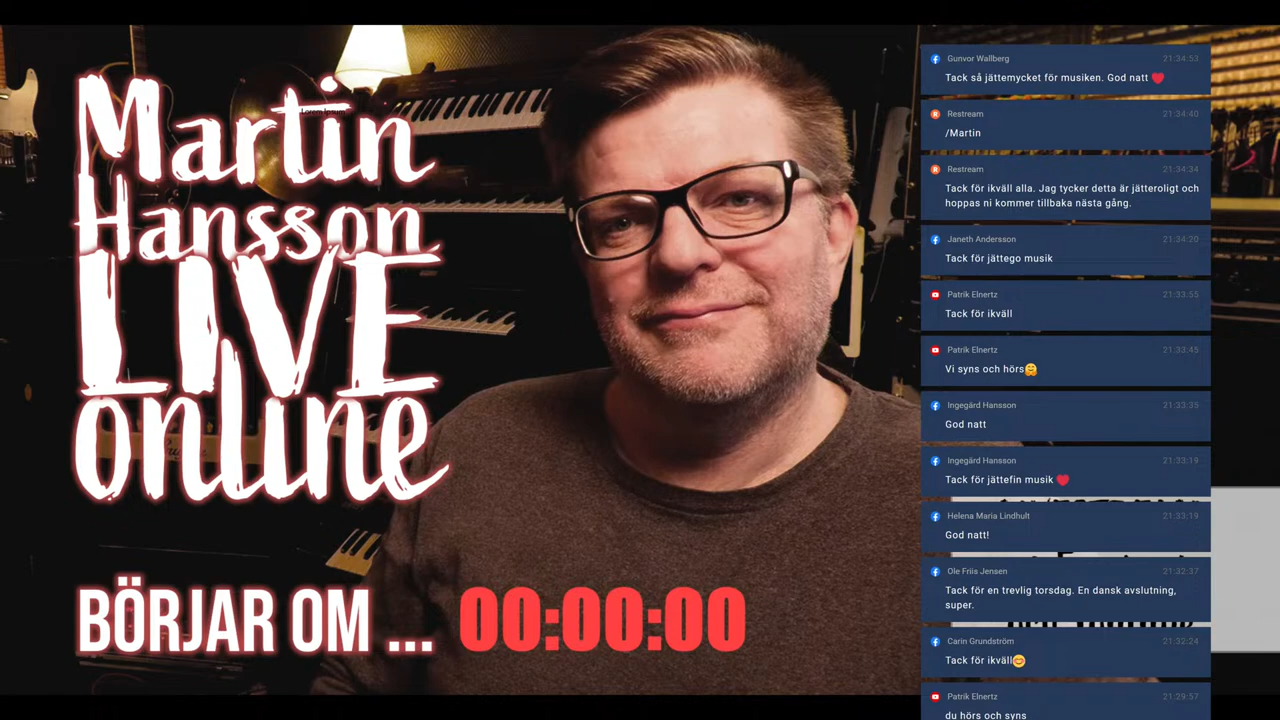 Martin
Hansson
LIVE
online
Lorem Ipsum
BÖRJAR OM ... 00:00:00
Gunvor Wallberg 21:34:53
Tack så jättemycket för musiken. God natt ❤️
Restream 21:34:40
/Martin
Restream 21:34:34
Tack för ikväll alla. Jag tycker detta är jätteroligt och
hoppas ni kommer tillbaka nästa gång.
Janeth Andersson 21:34:20
Tack för jättego musik
Patrik Elnertz 21:33:55
Tack för ikväll
Patrik Elnertz 21:33:45
Vi syns och hörs🤗
Ingegärd Hansson 21:33:35
God natt
Ingegärd Hansson 21:33:19
Tack för jättefin musik ❤️
Helena Maria Lindhult 21:33:19
God natt!
Ole Friis Jensen 21:32:37
Tack för en trevlig torsdag. En dansk avslutning,
super.
Carin Grundström 21:32:24
Tack för ikväll😊
Patrik Elnertz 21:29:57
du hörs och syns